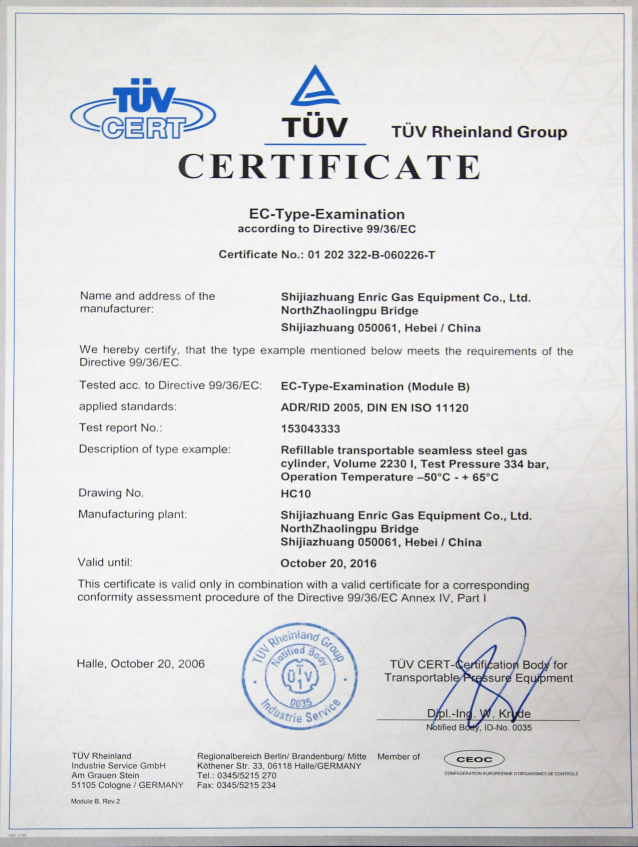 TÜV
CERT
TÜV
TÜV Rheinland Group
CERTIFICATE
EC-Type-Examination
according to Directive 99/36/EC
Certificate No.: 01 202 322-B-060226-T
Name and address of the
manufacturer:
Shijiazhuang Enric Gas Equipment Co., Ltd.
NorthZhaolingpu Bridge
Shijiazhuang 050061, Hebei / China
We hereby certify, that the type example mentioned below meets the requirements of the
Directive 99/36/EC.
Tested acc. to Directive 99/36/EC: EC-Type-Examination (Module B)
applied standards: ADR/RID 2005, DIN EN ISO 11120
Test report No.: 153043333
Description of type example: Refillable transportable seamless steel gas
cylinder, Volume 2230 l, Test Pressure 334 bar,
Operation Temperature –50°C - + 65°C
Drawing No. HC10
Manufacturing plant: Shijiazhuang Enric Gas Equipment Co., Ltd.
NorthZhaolingpu Bridge
Shijiazhuang 050061, Hebei / China
Valid until: October 20, 2016
This certificate is valid only in combination with a valid certificate for a corresponding
conformity assessment procedure of the Directive 99/36/EC Annex IV, Part I
Halle, October 20, 2006
TÜV Rheinland Group
Notified Body
TÜV
1
0035
Industrie Service
TÜV CERT-Certification Body for
Transportable Pressure Equipment
Dipl.-Ing. W. Krude
Notified Body, ID-No. 0035
TÜV Rheinland
Industrie Service GmbH
Am Grauen Stein
51105 Cologne / GERMANY
Regionalbereich Berlin/ Brandenburg/ Mitte
Köthener Str. 33, 06118 Halle/GERMANY
Tel.: 0345/5215 270
Fax: 0345/5215 234
Member of
CEOC
CONFEDERATION EUROPEENNE D'ORGANISMES DE CONTROLE
Module B, Rev.2